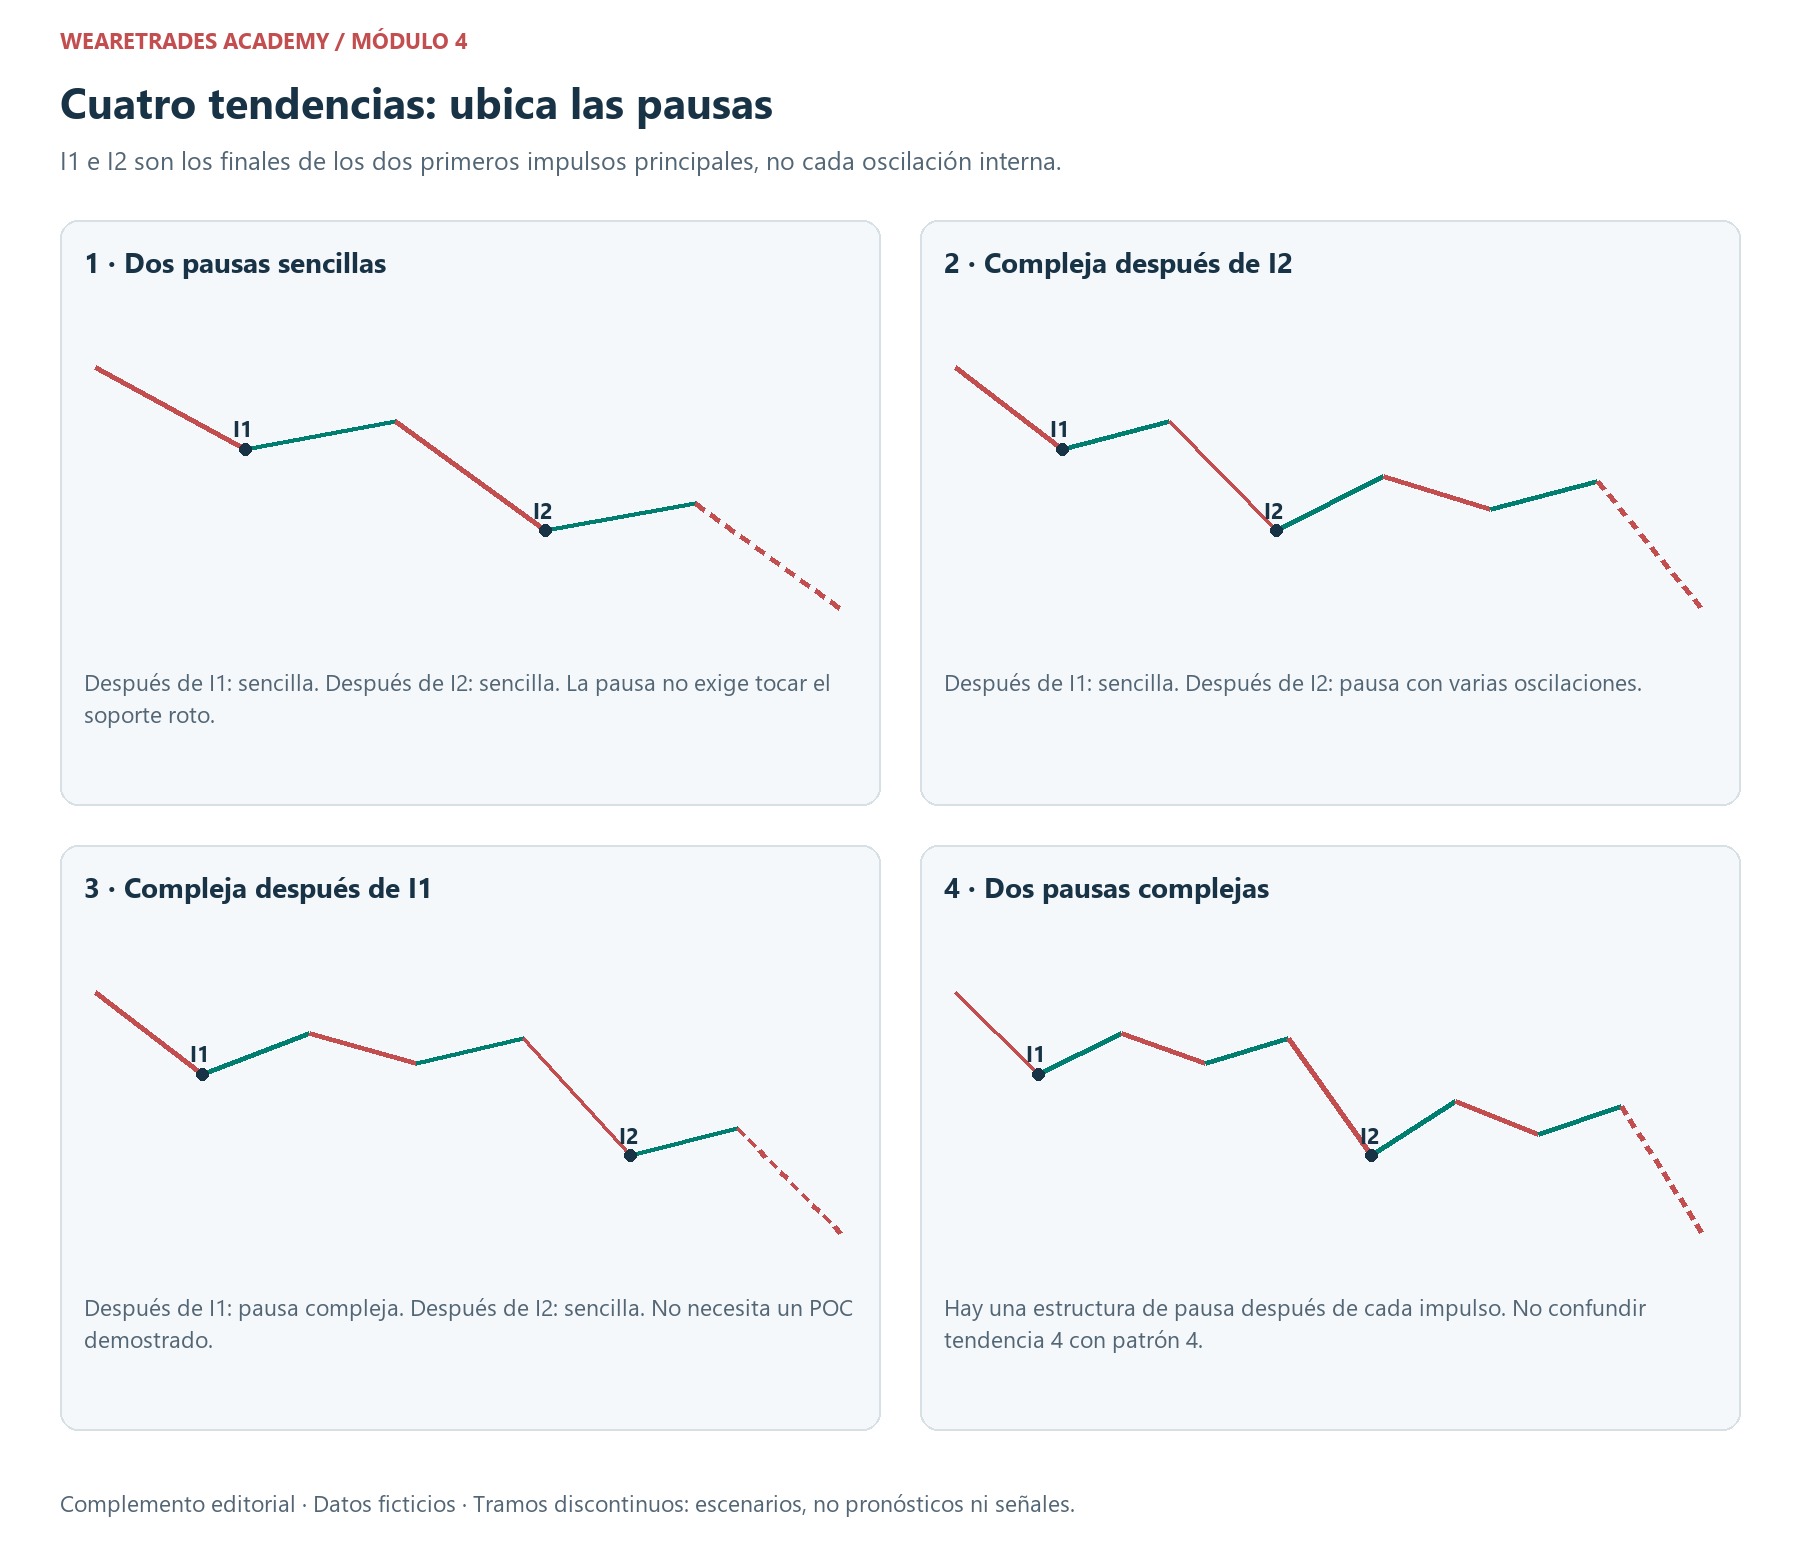 WEARETRADES ACADEMY / MÓDULO 4
Cuatro tendencias: ubica las pausas
I1 e I2 son los finales de los dos primeros impulsos principales, no cada oscilación interna.
1 · Dos pausas sencillas
I1
I2
Después de I1: sencilla. Después de I2: sencilla. La pausa no exige tocar el
soporte roto.
2 · Compleja después de I2
I1
I2
Después de I1: sencilla. Después de I2: pausa con varias oscilaciones.
3 · Compleja después de I1
I1
I2
Después de I1: pausa compleja. Después de I2: sencilla. No necesita un POC
demostrado.
4 · Dos pausas complejas
I1
I2
Hay una estructura de pausa después de cada impulso. No confundir
tendencia 4 con patrón 4.
Complemento editorial · Datos ficticios · Tramos discontinuos: escenarios, no pronósticos ni señales.